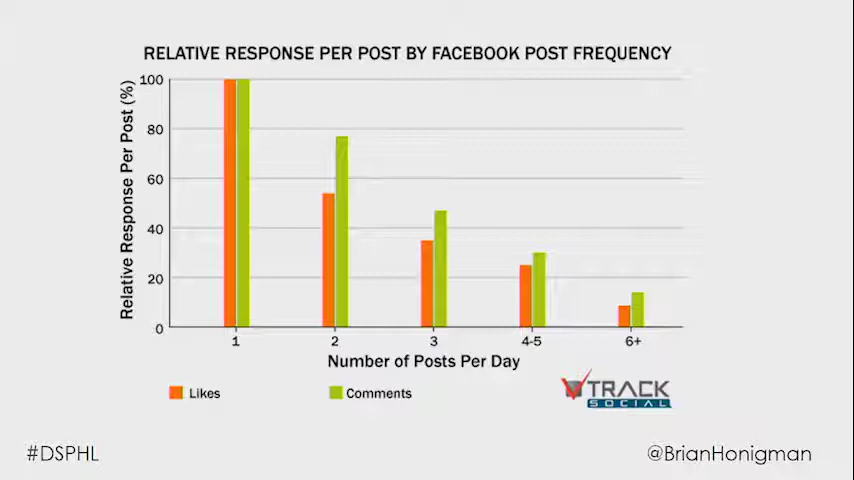 RELATIVE RESPONSE PER POST BY FACEBOOK POST FREQUENCY
Relative Response Per Post (%)
100
80
60
40
20
0
1 2 3 4-5 6+
Number of Posts Per Day
Likes Comments
TRACK
SOCIAL
#DSPHL @BrianHonigman